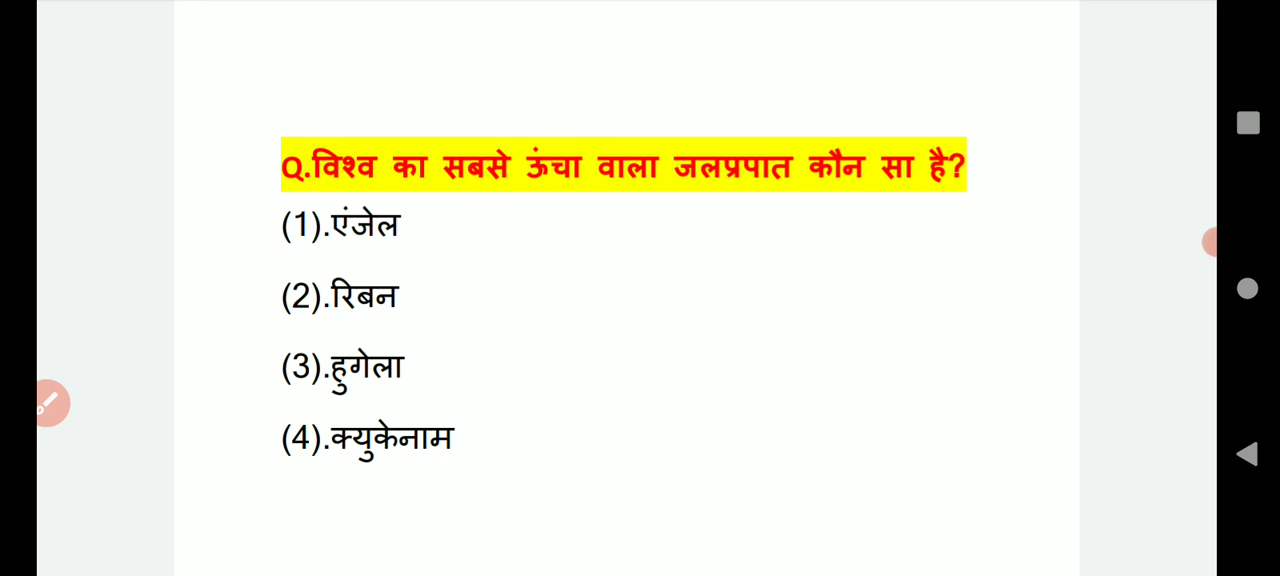 Q.विश्व का सबसे ऊंचा वाला जलप्रपात कौन सा है?
(1).एंजेल
(2).रिबन
(3).हुगेला
(4).क्युकेनाम